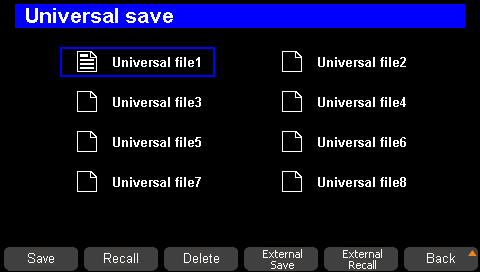 Universal save
Universal file1
Universal file2
Universal file3
Universal file4
Universal file5
Universal file6
Universal file7
Universal file8
Save
Recall
Delete
External
Save
External
Recall
Back